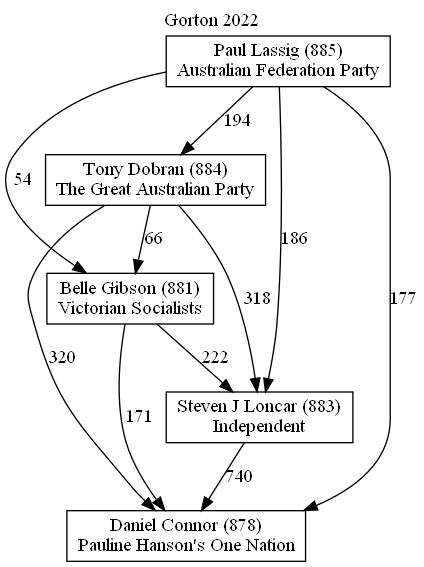 Gorton 2022
Paul Lassig (885)
Australian Federation Party
194
Tony Dobran (884)
The Great Australian Party
54
66
186
Belle Gibson (881)
Victorian Socialists
318
177
320
222
171
Steven J Loncar (883)
Independent
740
Daniel Connor (878)
Pauline Hanson's One Nation